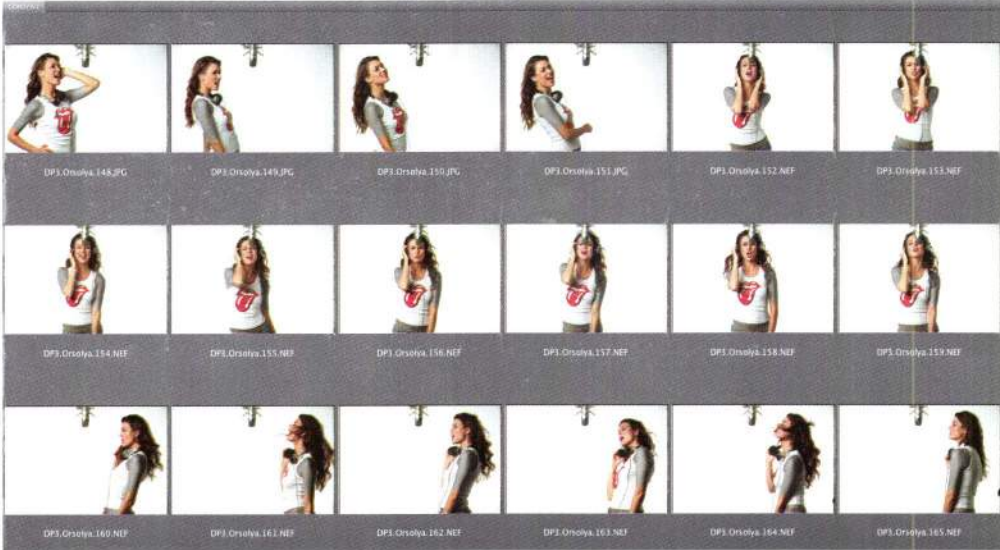 DP3.Orsolya.148.JPG DP3.Orsolya.149.JPG DP3.Orsolya.150.JPG DP3.Orsolya.151.JPG DP3.Orsolya.152.NEF DP3.Orsolya.153.NEF
DP3.Orsolya.154.NEF DP3.Orsolya.155.NEF DP3.Orsolya.156.NEF DP3.Orsolya.157.NEF DP3.Orsolya.158.NEF DP3.Orsolya.159.NEF
DP3.Orsolya.160.NEF DP3.Orsolya.161.NEF DP3.Orsolya.162.NEF DP3.Orsolya.163.NEF DP3.Orsolya.164.NEF DP3.Orsolya.165.NEF